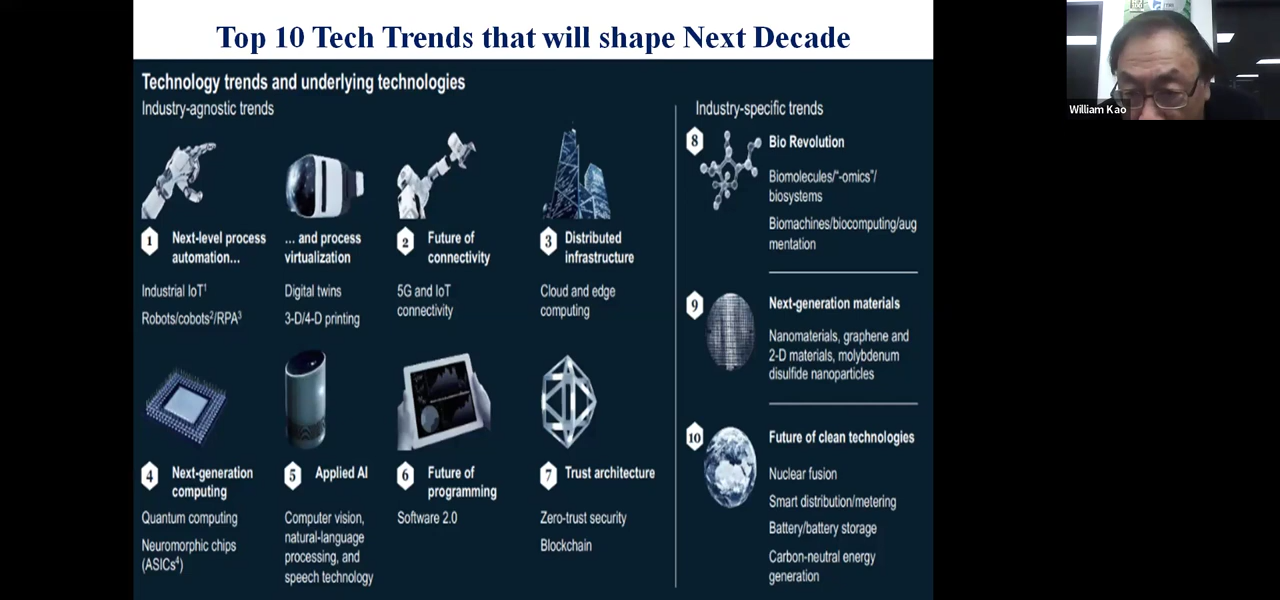 Top 10 Tech Trends that will shape Next Decade
Technology trends and underlying technologies
Industry-agnostic trends
1
Next-level process
automation...
Industrial IoT¹
Robots/cobots²/RPA³
... and process
virtualization
Digital twins
3-D/4-D printing
2
Future of
connectivity
5G and IoT
connectivity
3
Distributed
infrastructure
Cloud and edge
computing
4
Next-generation
computing
Quantum computing
Neuromorphic chips
(ASICs⁴)
5
Applied AI
Computer vision,
natural-language
processing, and
speech technology
6
Future of
programming
Software 2.0
7
Trust architecture
Zero-trust security
Blockchain
Industry-specific trends
8
Bio Revolution
Biomolecules/"-omics"/
biosystems
Biomachines/biocomputing/aug
mentation
9
Next-generation materials
Nanomaterials, graphene and
2-D materials, molybdenum
disulfide nanoparticles
10
Future of clean technologies
Nuclear fusion
Smart distribution/metering
Battery/battery storage
Carbon-neutral energy
generation
William Kao